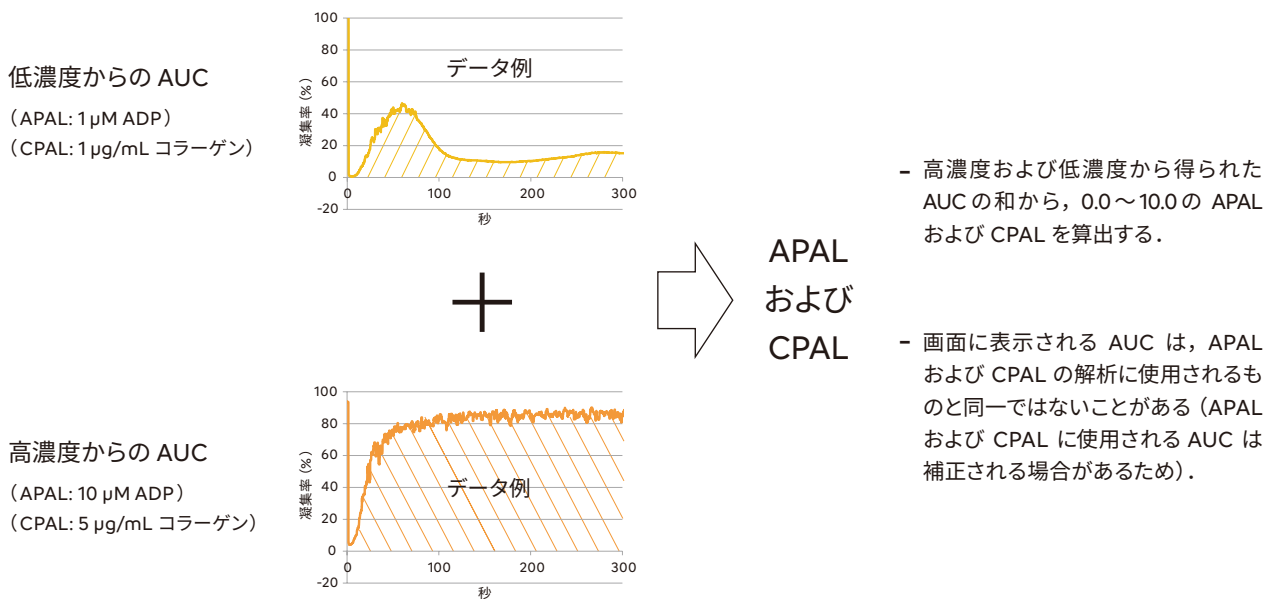 低濃度からの AUC
（APAL: 1 µM ADP）
（CPAL: 1 µg/mL コラーゲン）
100
80
60
40
20
0
-20
凝集率（%）
データ例
0
100
200
300
秒
+
高濃度からの AUC
（APAL: 10 µM ADP）
（CPAL: 5 µg/mL コラーゲン）
100
80
60
40
20
0
-20
凝集率（%）
データ例
0
100
200
300
秒
APAL
および
CPAL
– 高濃度および低濃度から得られた
AUC の和から，0.0～10.0 の APAL
および CPAL を算出する．
– 画面に表示される AUC は，APAL
および CPAL の解析に使用されるも
のと同一ではないことがある（APAL
および CPAL に使用される AUC は
補正される場合があるため）．